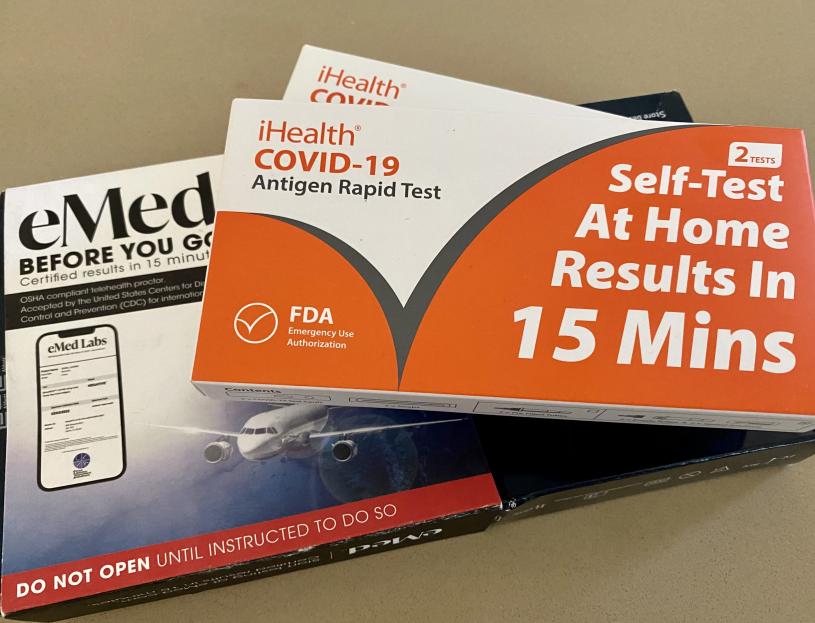 iHealth®
COVID
iHealth®
COVID-19
Antigen Rapid Test
2 TESTS
Self-Test
At Home
Results In
15 Mins
FDA
Emergency Use
Authorization
Contents
eMed
BEFORE YOU GO
Certified results in 15 minut
OSHA compliant telehealth proctor.
Accepted by the United States Centers for Di
Control and Prevention (CDC) for internation
eMed Labs
DO NOT OPEN UNTIL INSTRUCTED TO DO SO
eMed